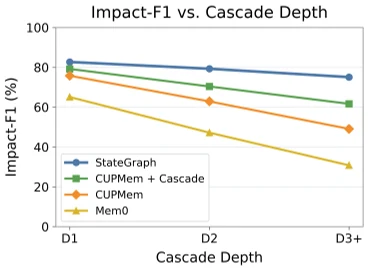 Impact-F1 vs. Cascade Depth
Impact-F1 (%)
100
80
60
40
20
0
StateGraph
CUPMem + Cascade
CUPMem
Mem0
D1 D2 D3+
Cascade Depth